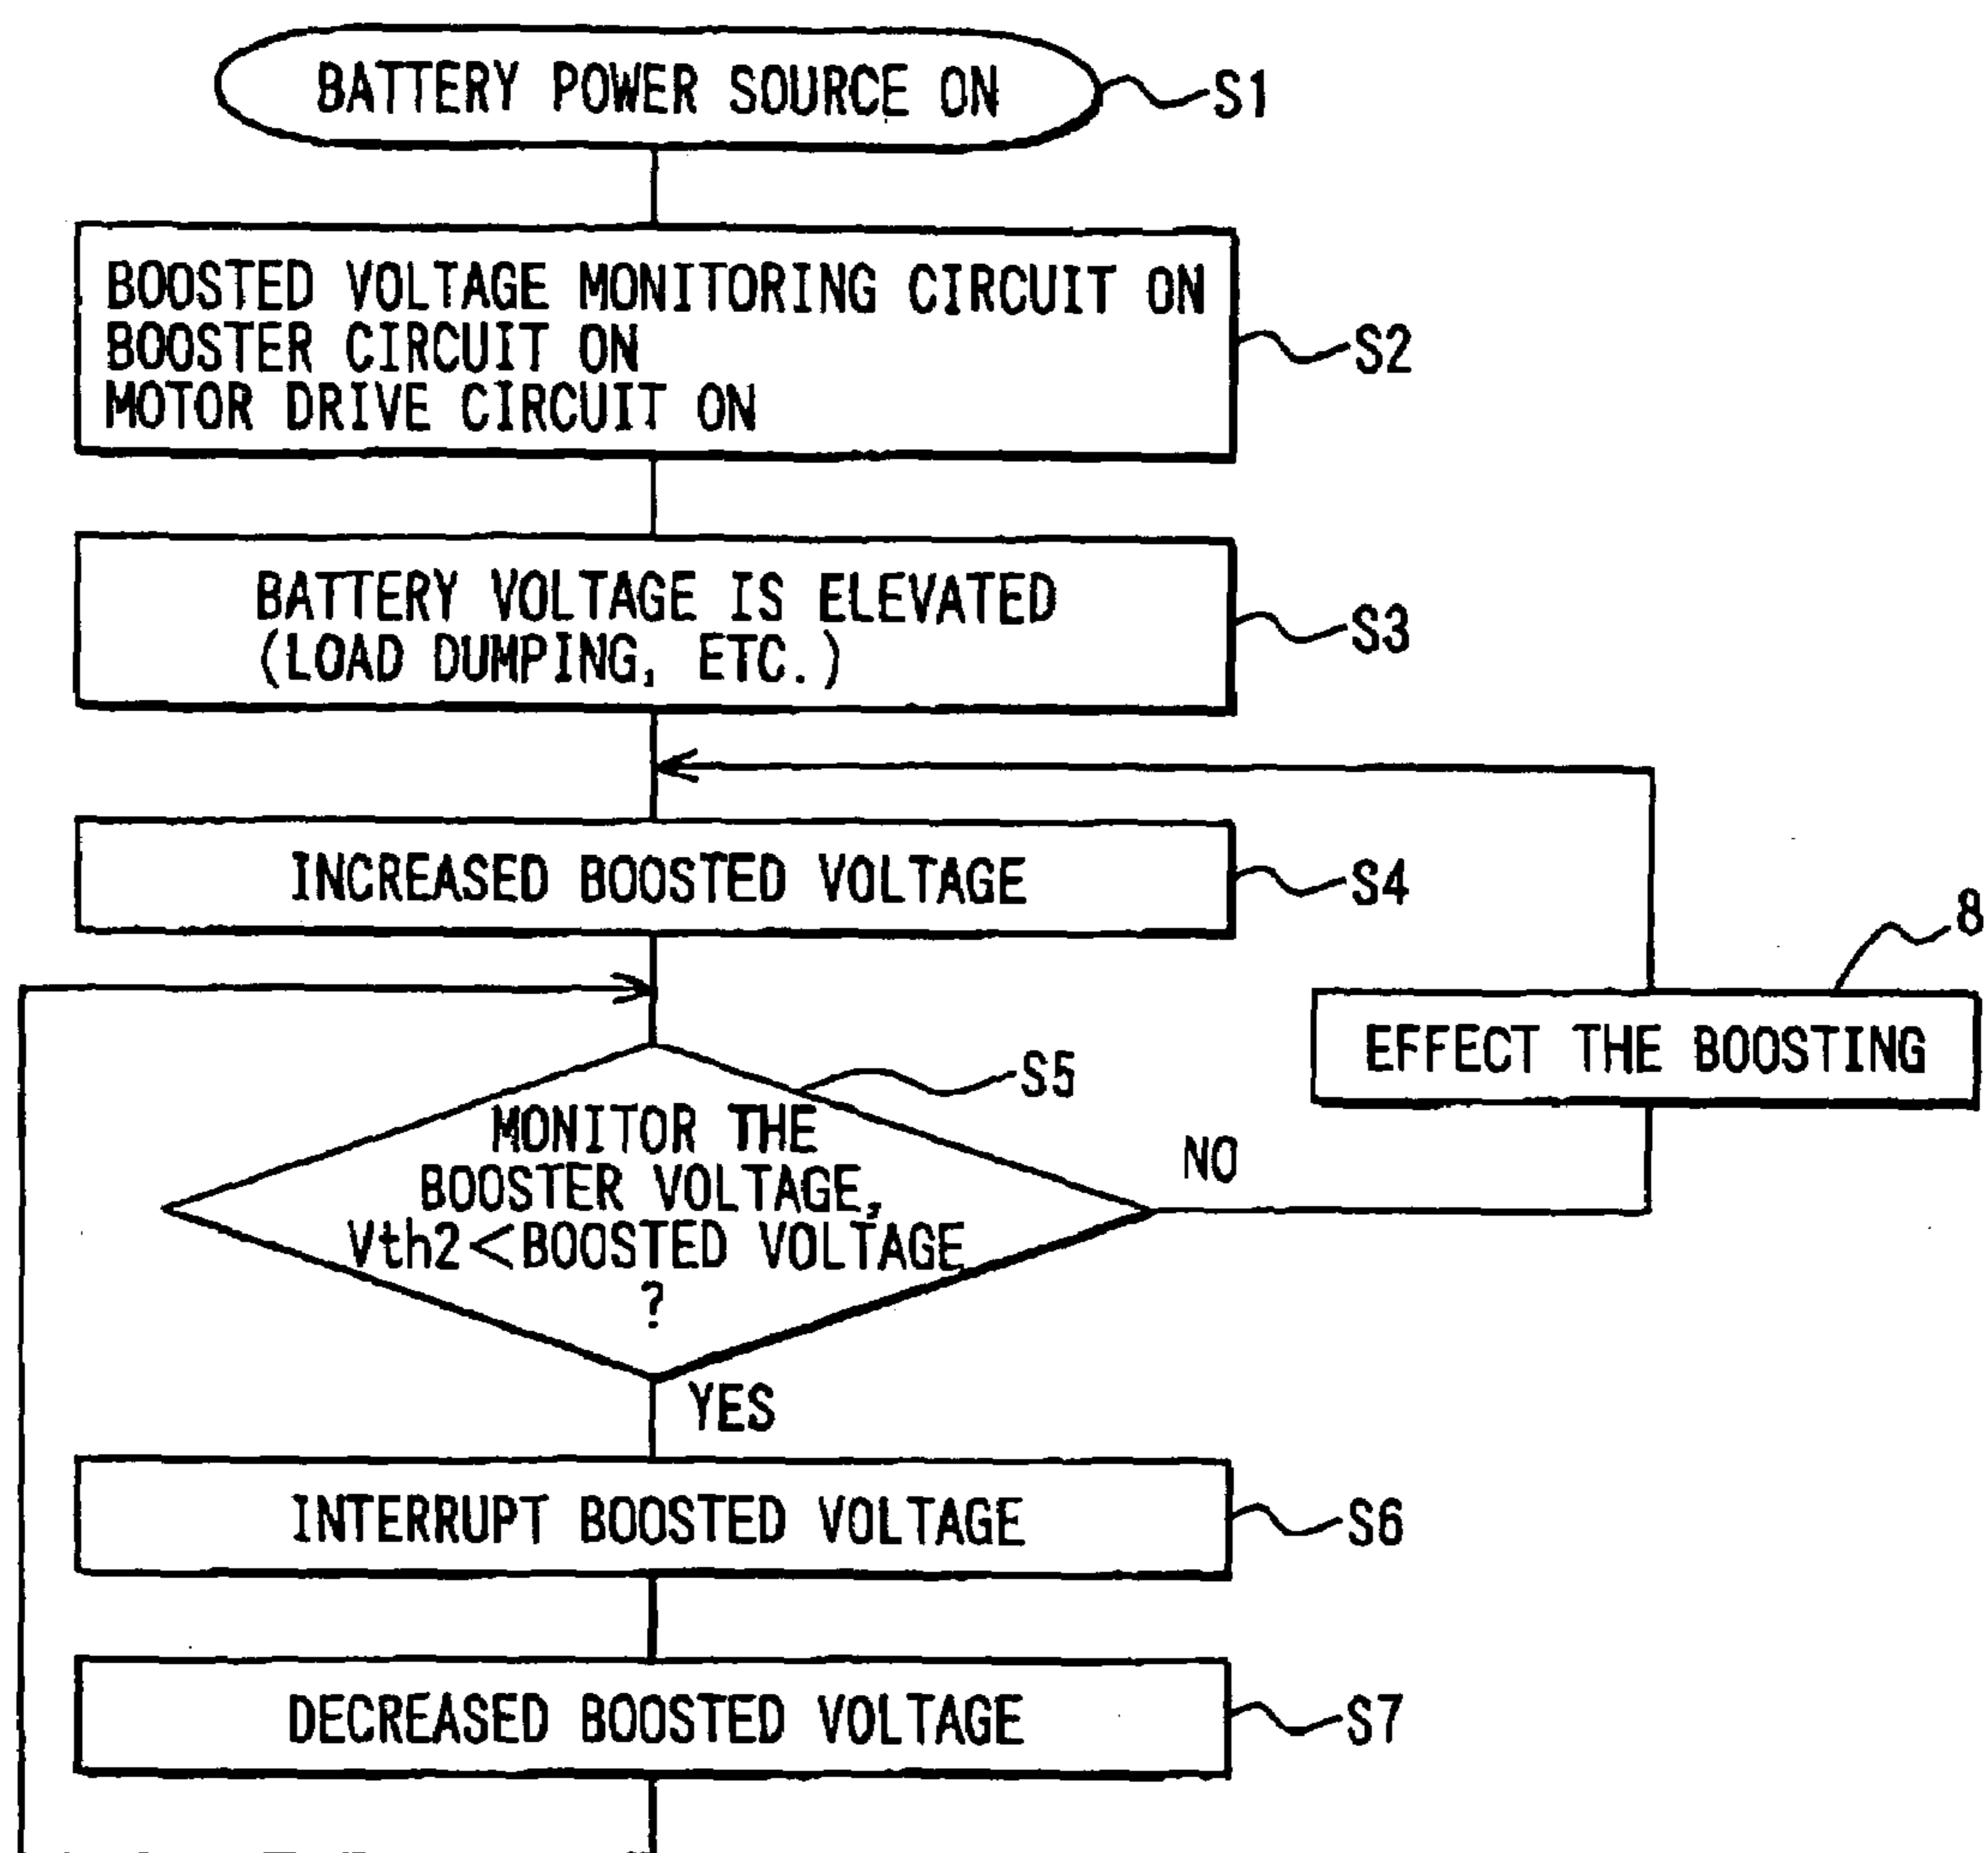 BATTERY POWER SOURCE ON
S1
BOOSTED VOLTAGE MONITORING CIRCUIT ON
BOOSTER CIRCUIT ON
MOTOR DRIVE CIRCUIT ON
S2
BATTERY VOLTAGE IS ELEVATED
(LOAD DUMPING, ETC.)
S3
INCREASED BOOSTED VOLTAGE
S4
8
EFFECT THE BOOSTING
S5
MONITOR THE
BOOSTER VOLTAGE,
Vth2<BOOSTED VOLTAGE
?
NO
YES
INTERRUPT BOOSTED VOLTAGE
S6
DECREASED BOOSTED VOLTAGE
S7